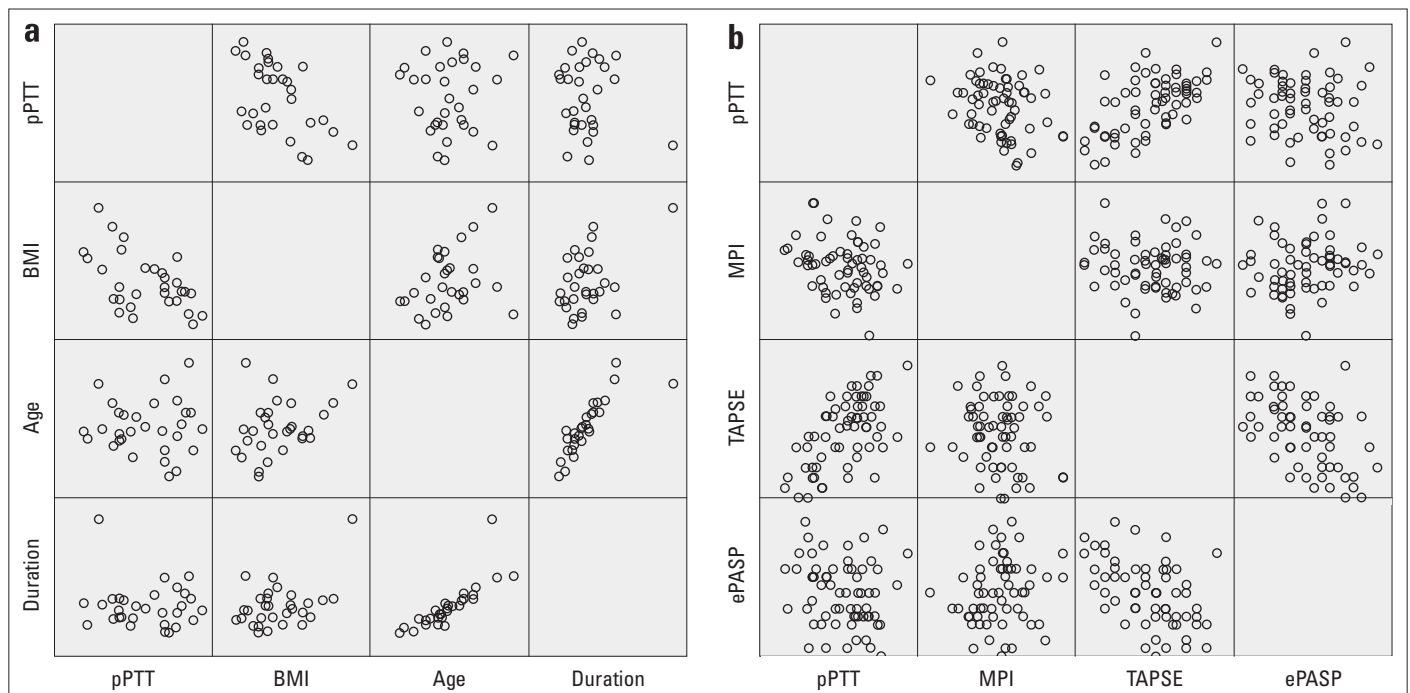 a
pPTT
BMI
Age
Duration
pPTT BMI Age Duration
b
pPTT
MPI
TAPSE
ePASP
pPTT MPI TAPSE ePASP